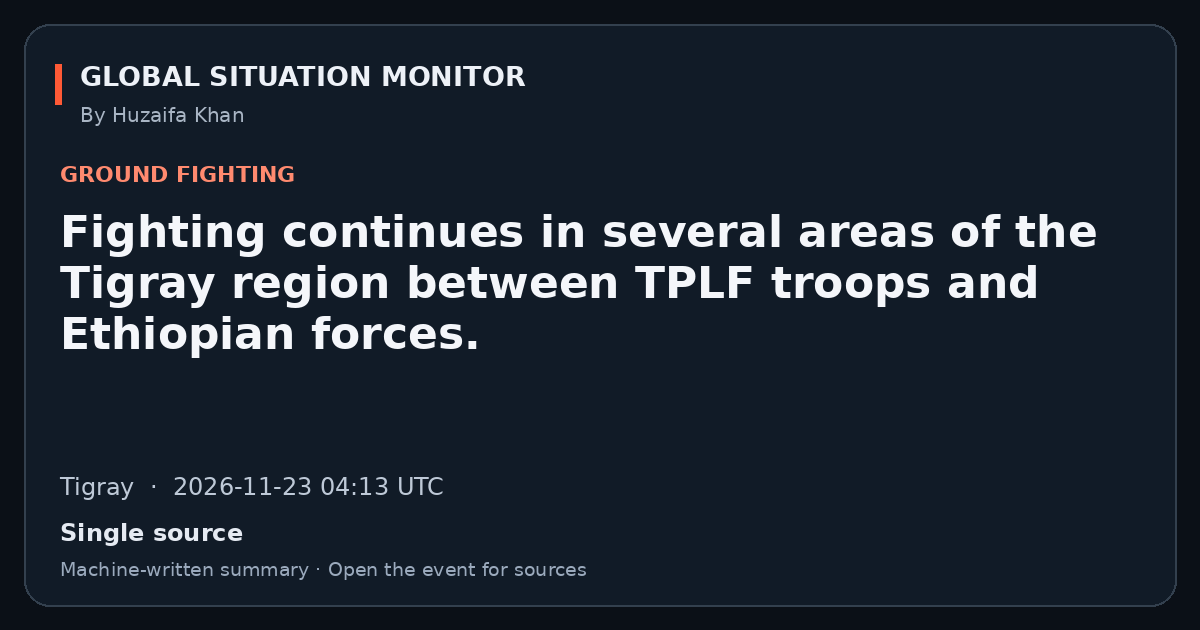 GLOBAL SITUATION MONITOR
By Huzaifa Khan
GROUND FIGHTING
Fighting continues in several areas of the
Tigray region between TPLF troops and
Ethiopian forces.
Tigray · 2026-11-23 04:13 UTC
Single source
Machine-written summary · Open the event for sources